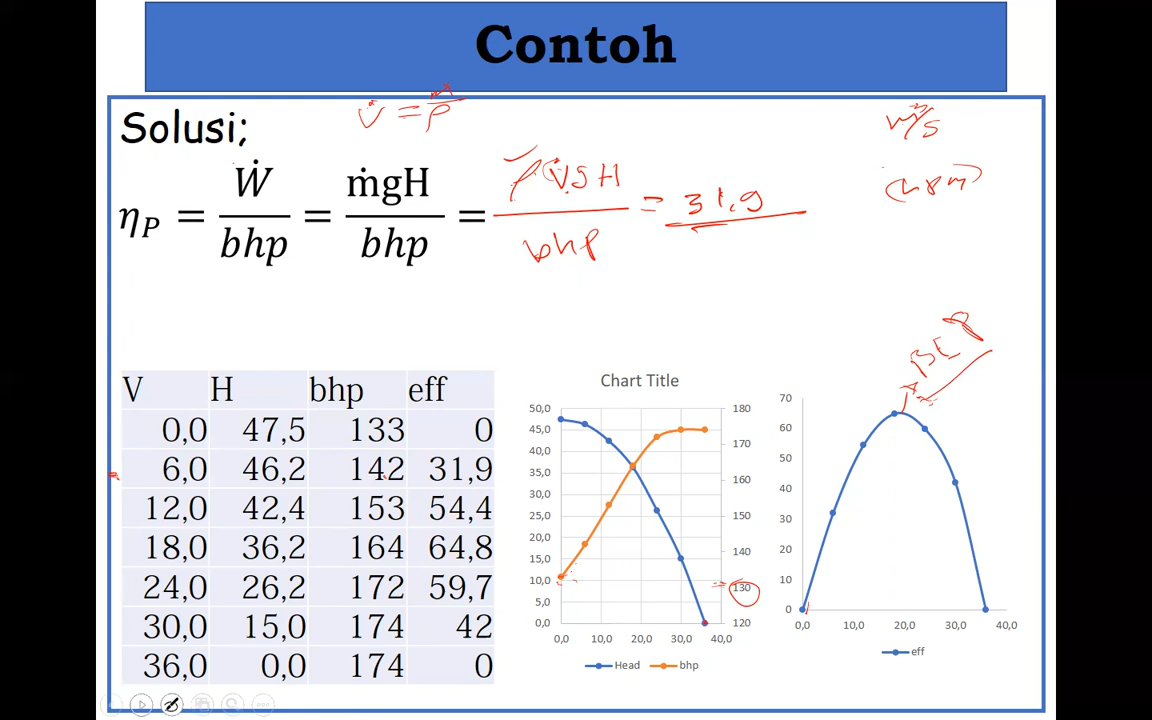 Contoh
V̇ = ṁ/ρ
m³/s
Solusi;
η_P = Ẇ/bhp = ṁgH/bhp = ρV̇gH/bhp = 31,9
BEP
V H bhp eff
0,0 47,5 133 0
6,0 46,2 142 31,9
12,0 42,4 153 54,4
18,0 36,2 164 64,8
24,0 26,2 172 59,7
30,0 15,0 174 42
36,0 0,0 174 0
Chart Title
50,0
45,0
40,0
35,0
30,0
25,0
20,0
15,0
10,0
5,0
0,0
180
170
160
150
140
130
120
0,0 10,0 20,0 30,0 40,0
Head bhp
70
60
50
40
30
20
10
0
0,0 10,0 20,0 30,0 40,0
eff